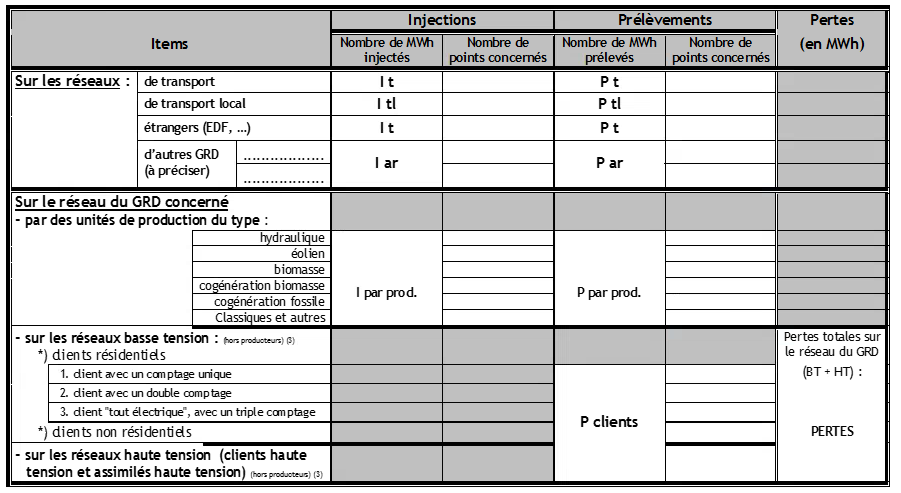 Items
Injections
Prélèvements
Pertes
(en MWh)
Nombre de MWh
injectés
Nombre de
points concernés
Nombre de MWh
prélevés
Nombre de
points concernés
Sur les réseaux :
de transport
I t
P t
de transport local
I tl
P tl
étrangers (EDF, ...)
I t
P t
d'autres GRD
(à préciser)
...................
...................
I ar
P ar
Sur le réseau du GRD concerné
- par des unités de production du type :
hydraulique
éolien
biomasse
cogénération biomasse
cogénération fossile
Classiques et autres
I par prod.
P par prod.
- sur les réseaux basse tension : (hors producteurs) (3)
*) clients résidentiels
1. client avec un comptage unique
2. client avec un double comptage
3. client "tout électrique", avec un triple comptage
*) clients non résidentiels
- sur les réseaux haute tension (clients haute
tension et assimilés haute tension) (hors producteurs) (3)
P clients
Pertes totales sur
le réseau du GRD
(BT + HT) :
PERTES